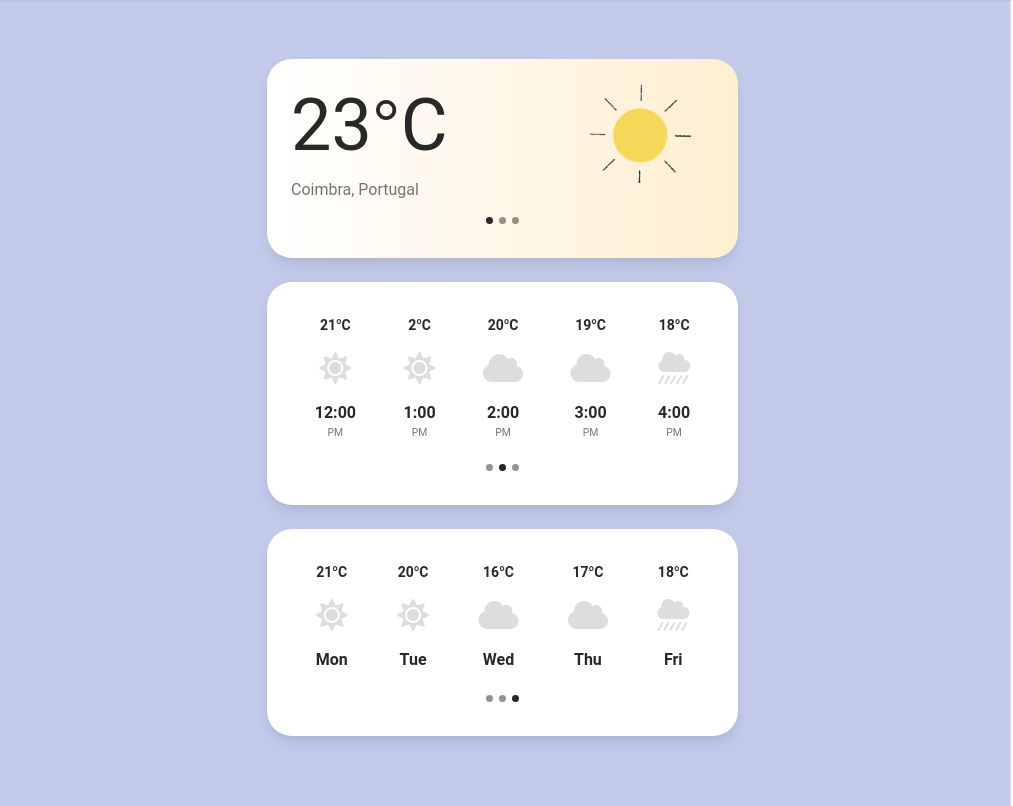 23°C
Coimbra, Portugal
21°C 2°C 20°C 19°C 18°C
12:00 1:00 2:00 3:00 4:00
PM PM PM PM PM
21°C 20°C 16°C 17°C 18°C
Mon Tue Wed Thu Fri